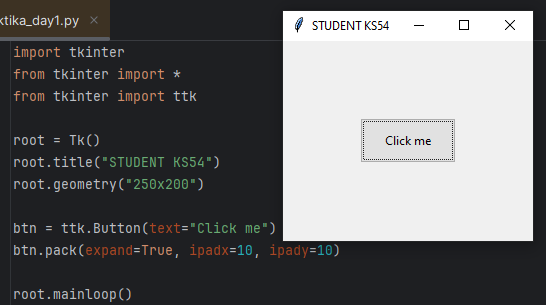 ktika_day1.py ×
import tkinter
from tkinter import *
from tkinter import ttk
root = Tk()
root.title("STUDENT KS54")
root.geometry("250x200")
btn = ttk.Button(text="Click me")
btn.pack(expand=True, ipadx=10, ipady=10)
root.mainloop()
STUDENT KS54
Click me